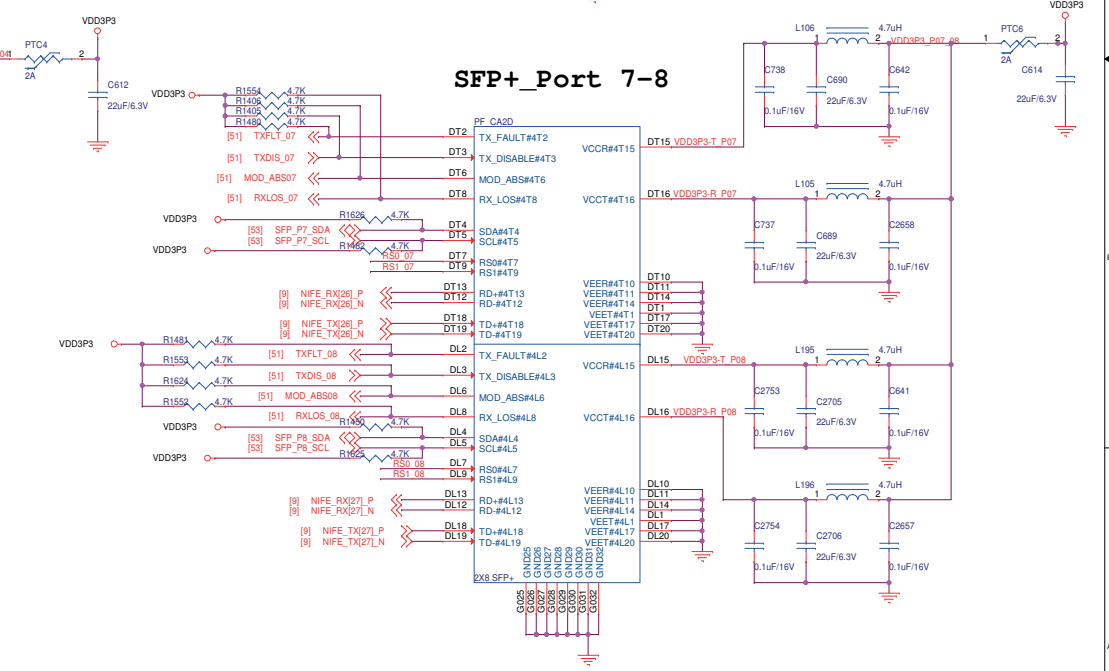 VDD3P3
PTC4
1
2
2A
C612
22uF/6.3V
SFP+_Port 7-8
VDD3P3
R1554 4.7K
R1406 4.7K
R1405 4.7K
R1480 4.7K
[51] TXFLT_07
[51] TXDIS_07
[51] MOD_ABS07
[51] RXLOS_07
VDD3P3
R1626 4.7K
[53] SFP_P7_SDA
[53] SFP_P7_SCL
VDD3P3
R1482 4.7K
RS0_07
RS1_07
[9] NIFE_RX[26]_P
[9] NIFE_RX[26]_N
[9] NIFE_TX[26]_P
[9] NIFE_TX[26]_N
VDD3P3
R1481 4.7K
[51] TXFLT_08
R1553 4.7K
[51] TXDIS_08
R1624 4.7K
[51] MOD_ABS08
R1552 4.7K
[51] RXLOS_08
VDD3P3
R1450 4.7K
[53] SFP_P8_SDA
[53] SFP_P8_SCL
VDD3P3
R1625 4.7K
RS0_08
RS1_08
[9] NIFE_RX[27]_P
[9] NIFE_RX[27]_N
[9] NIFE_TX[27]_P
[9] NIFE_TX[27]_N
PF_CA2D
DT2 TX_FAULT#4T2
DT3 TX_DISABLE#4T3
DT6 MOD_ABS#4T6
DT8 RX_LOS#4T8
DT4 SDA#4T4
DT5 SCL#4T5
DT7 RS0#4T7
DT9 RS1#4T9
DT13 RD+#4T13
DT12 RD-#4T12
DT18 TD+#4T18
DT19 TD-#4T19
DL2 TX_FAULT#4L2
DL3 TX_DISABLE#4L3
DL6 MOD_ABS#4L6
DL8 RX_LOS#4L8
DL4 SDA#4L4
DL5 SCL#4L5
DL7 RS0#4L7
DL9 RS1#4L9
DL13 RD+#4L13
DL12 RD-#4L12
DL18 TD+#4L18
DL19 TD-#4L19
2X8 SFP+
VCCR#4T15 DT15 VDD3P3-T_P07
VCCT#4T16 DT16 VDD3P3-R_P07
VEER#4T10 DT10
VEER#4T11 DT11
VEER#4T14 DT14
VEET#4T1 DT1
VEET#4T17 DT17
VEET#4T20 DT20
VCCR#4L15 DL15 VDD3P3-T_P08
VCCT#4L16 DL16 VDD3P3-R_P08
VEER#4L10 DL10
VEER#4L11 DL11
VEER#4L14 DL14
VEET#4L1 DL1
VEET#4L17 DL17
VEET#4L20 DL20
GND25
GND26
GND27
GND28
GND29
GND30
GND31
GND32
G025
G026
G027
G028
G029
G030
G031
G032
L106 4.7uH
1 2
VDD3P3_P07_08
C738
0.1uF/16V
C690
22uF/6.3V
C642
0.1uF/16V
VDD3P3
PTC6
1 2
2A
C614
22uF/6.3V
L105 4.7uH
1 2
C737
0.1uF/16V
C689
22uF/6.3V
C2658
0.1uF/16V
L195 4.7uH
1 2
C2753
0.1uF/16V
C2705
22uF/6.3V
C641
0.1uF/16V
L196 4.7uH
1 2
C2754
0.1uF/16V
C2706
22uF/6.3V
C2657
0.1uF/16V